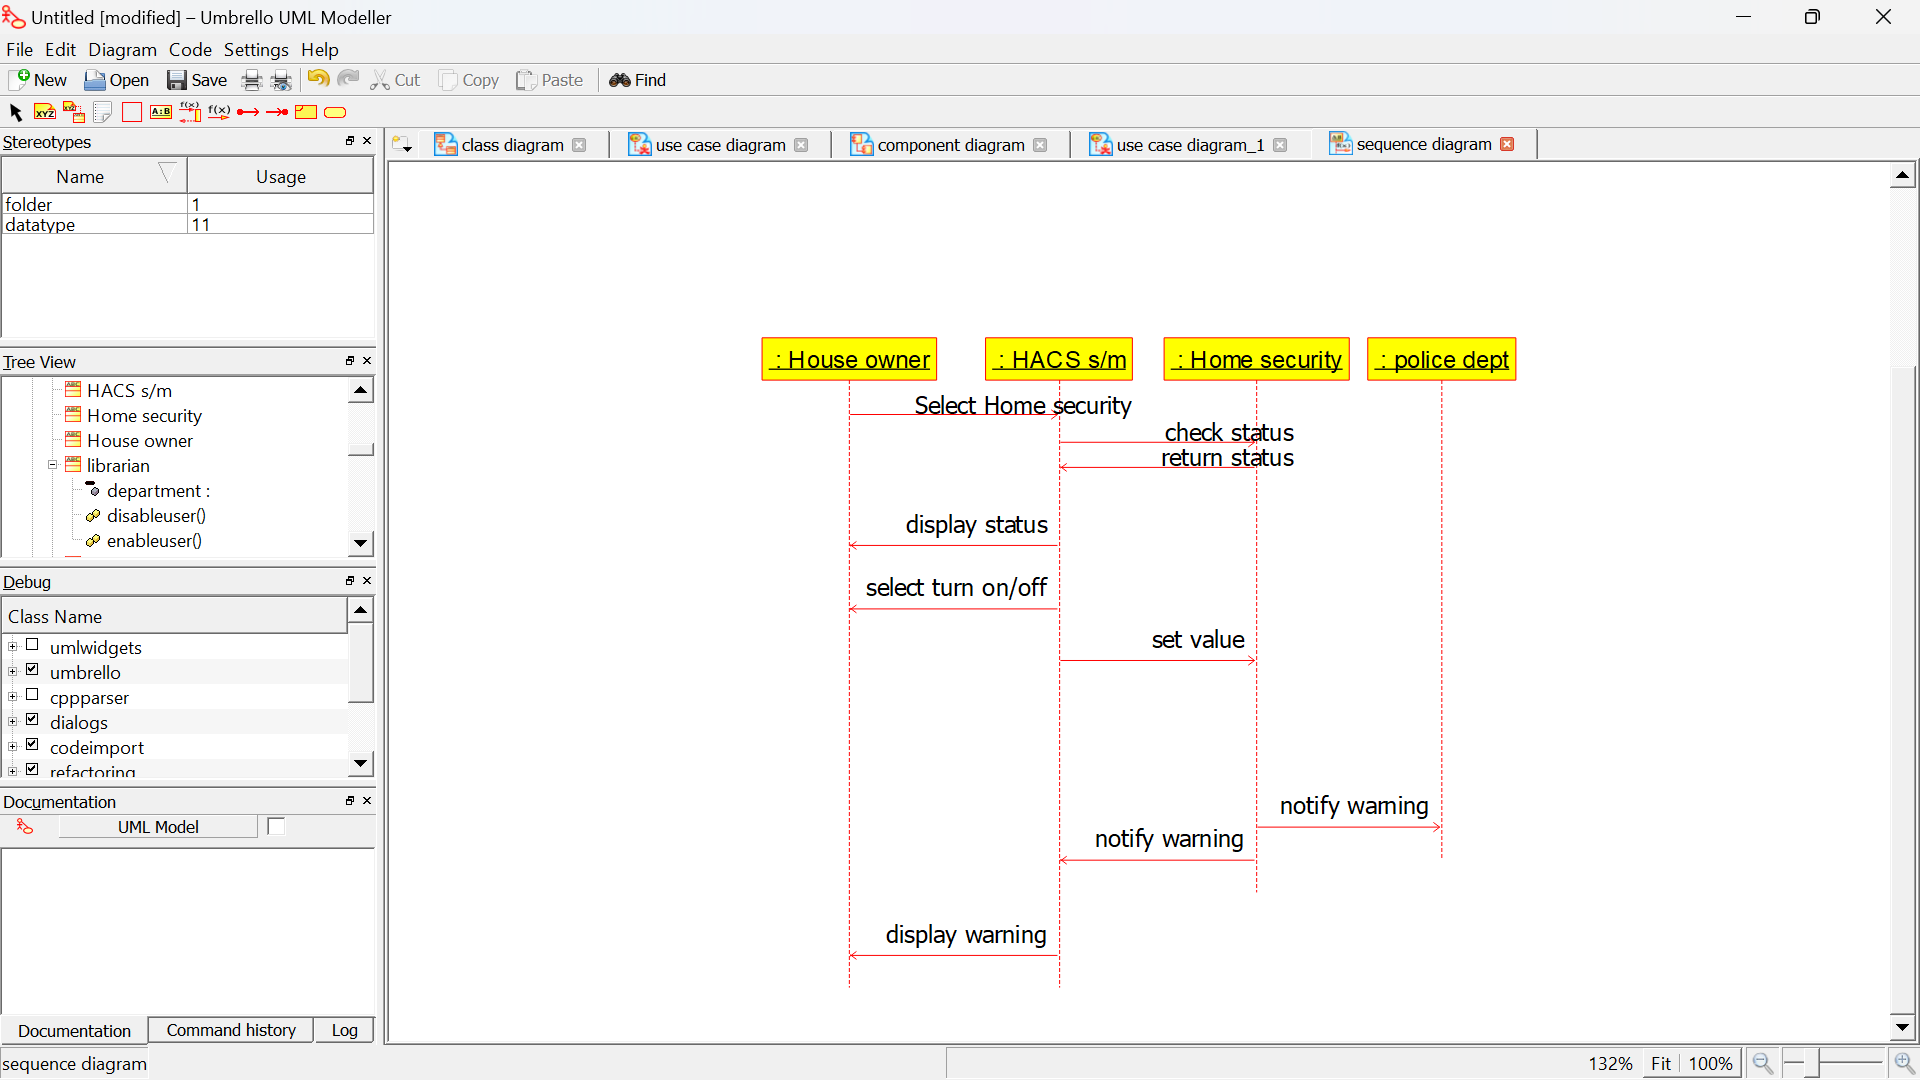 Untitled [modified] – Umbrello UML Modeller
File Edit Diagram Code Settings Help
New Open Save Cut Copy Paste Find
XYZ XYZ A:B f(x) f(x)
Stereotypes
Name Usage
folder 1
datatype 11
Tree View
HACS s/m
Home security
House owner
librarian
department :
disableuser()
enableuser()
Debug
Class Name
umlwidgets
umbrello
cppparser
dialogs
codeimport
refactoring
Documentation
UML Model
Documentation Command history Log
sequence diagram
class diagram use case diagram component diagram use case diagram_1 sequence diagram
: House owner : HACS s/m : Home security : police dept
Select Home security
check status
return status
display status
select turn on/off
set value
notify warning
notify warning
display warning
132% Fit 100%